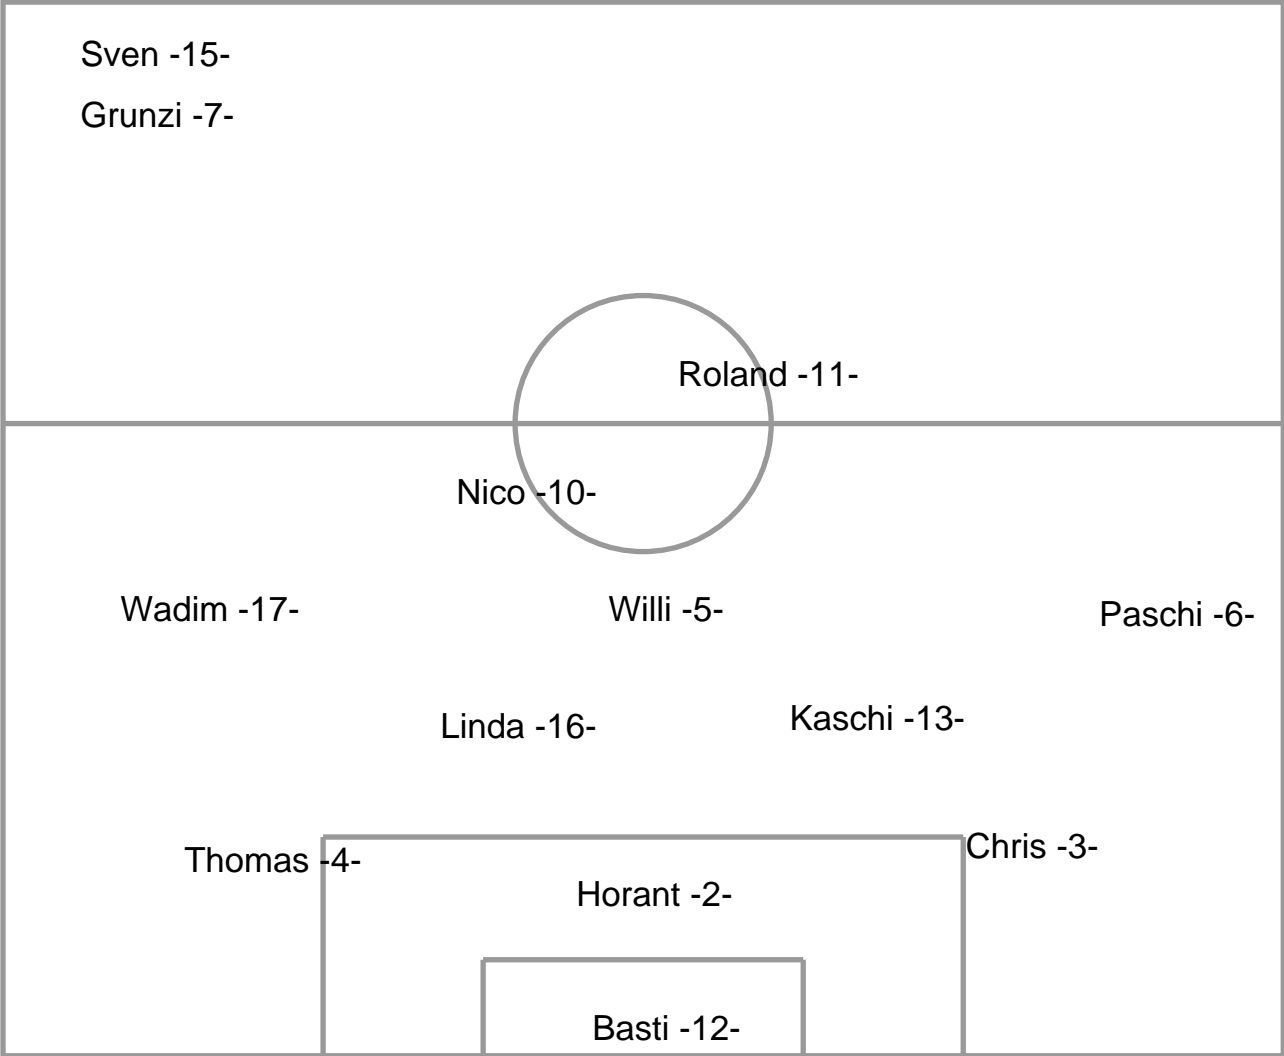 Sven -15-
Grunzi -7-
Roland -11-
Nico -10-
Wadim -17-
Willi -5-
Paschi -6-
Linda -16-
Kaschi -13-
Thomas -4-
Chris -3-
Horant -2-
Basti -12-